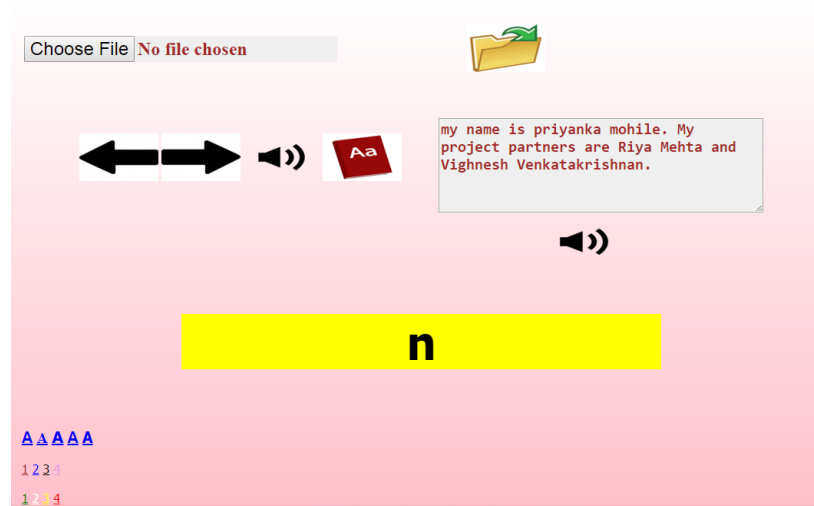 Choose File No file chosen
Aa
my name is priyanka mohile. My
project partners are Riya Mehta and
Vighnesh Venkatakrishnan.
n
A A A A A
1 2 3 4
1 2 3 4